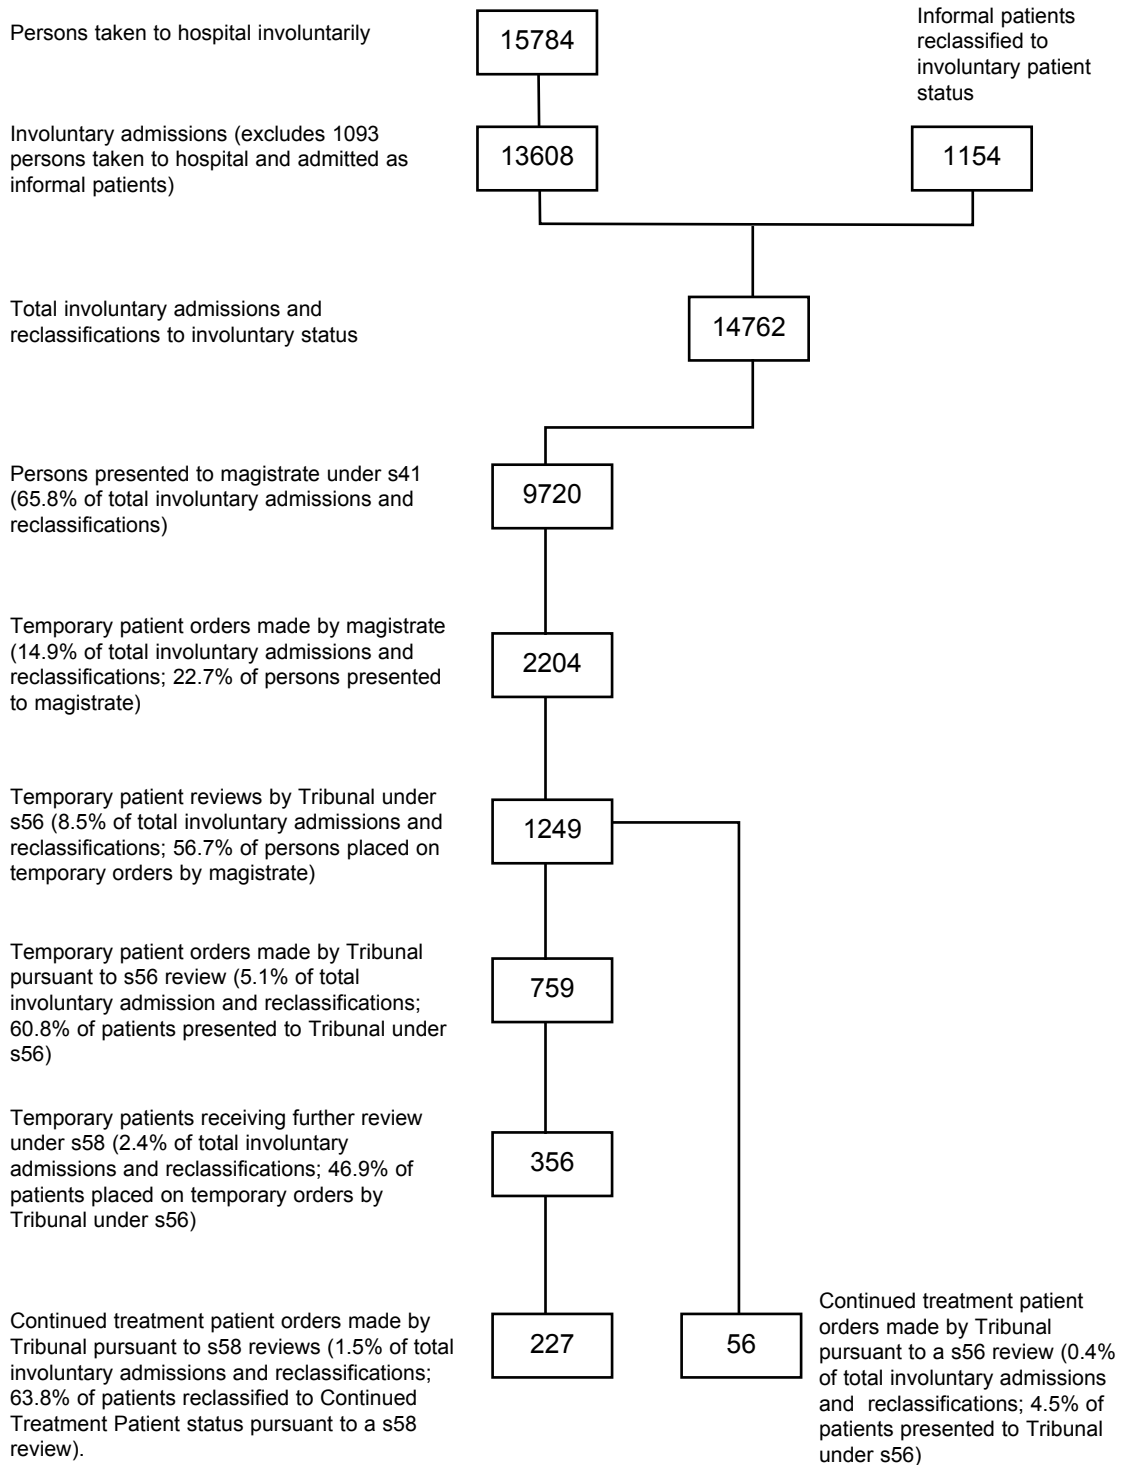 Persons taken to hospital involuntarily
15784
Informal patients
reclassified to
involuntary patient
status
Involuntary admissions (excludes 1093
persons taken to hospital and admitted as
informal patients)
13608
1154
Total involuntary admissions and
reclassifications to involuntary status
14762
Persons presented to magistrate under s41
(65.8% of total involuntary admissions and
reclassifications)
9720
Temporary patient orders made by magistrate
(14.9% of total involuntary admissions and
reclassifications; 22.7% of persons presented
to magistrate)
2204
Temporary patient reviews by Tribunal under
s56 (8.5% of total involuntary admissions and
reclassifications; 56.7% of persons placed on
temporary orders by magistrate)
1249
Temporary patient orders made by Tribunal
pursuant to s56 review (5.1% of total
involuntary admission and reclassifications;
60.8% of patients presented to Tribunal under
s56)
759
Temporary patients receiving further review
under s58 (2.4% of total involuntary
admissions and reclassifications; 46.9% of
patients placed on temporary orders by
Tribunal under s56)
356
Continued treatment patient orders made by
Tribunal pursuant to s58 reviews (1.5% of total
involuntary admissions and reclassifications;
63.8% of patients reclassified to Continued
Treatment Patient status pursuant to a s58
review).
227
56
Continued treatment patient
orders made by Tribunal
pursuant to a s56 review (0.4%
of total involuntary admissions
and reclassifications; 4.5% of
patients presented to Tribunal
under s56)